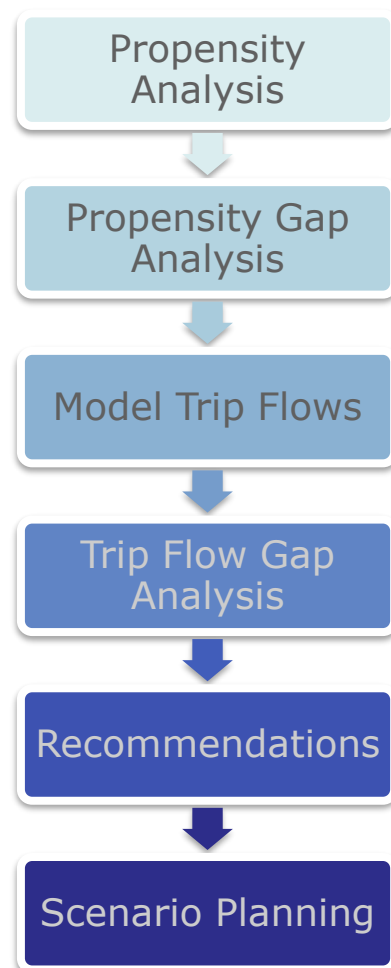 Propensity
Analysis
Propensity Gap
Analysis
Model Trip Flows
Trip Flow Gap
Analysis
Recommendations
Scenario Planning